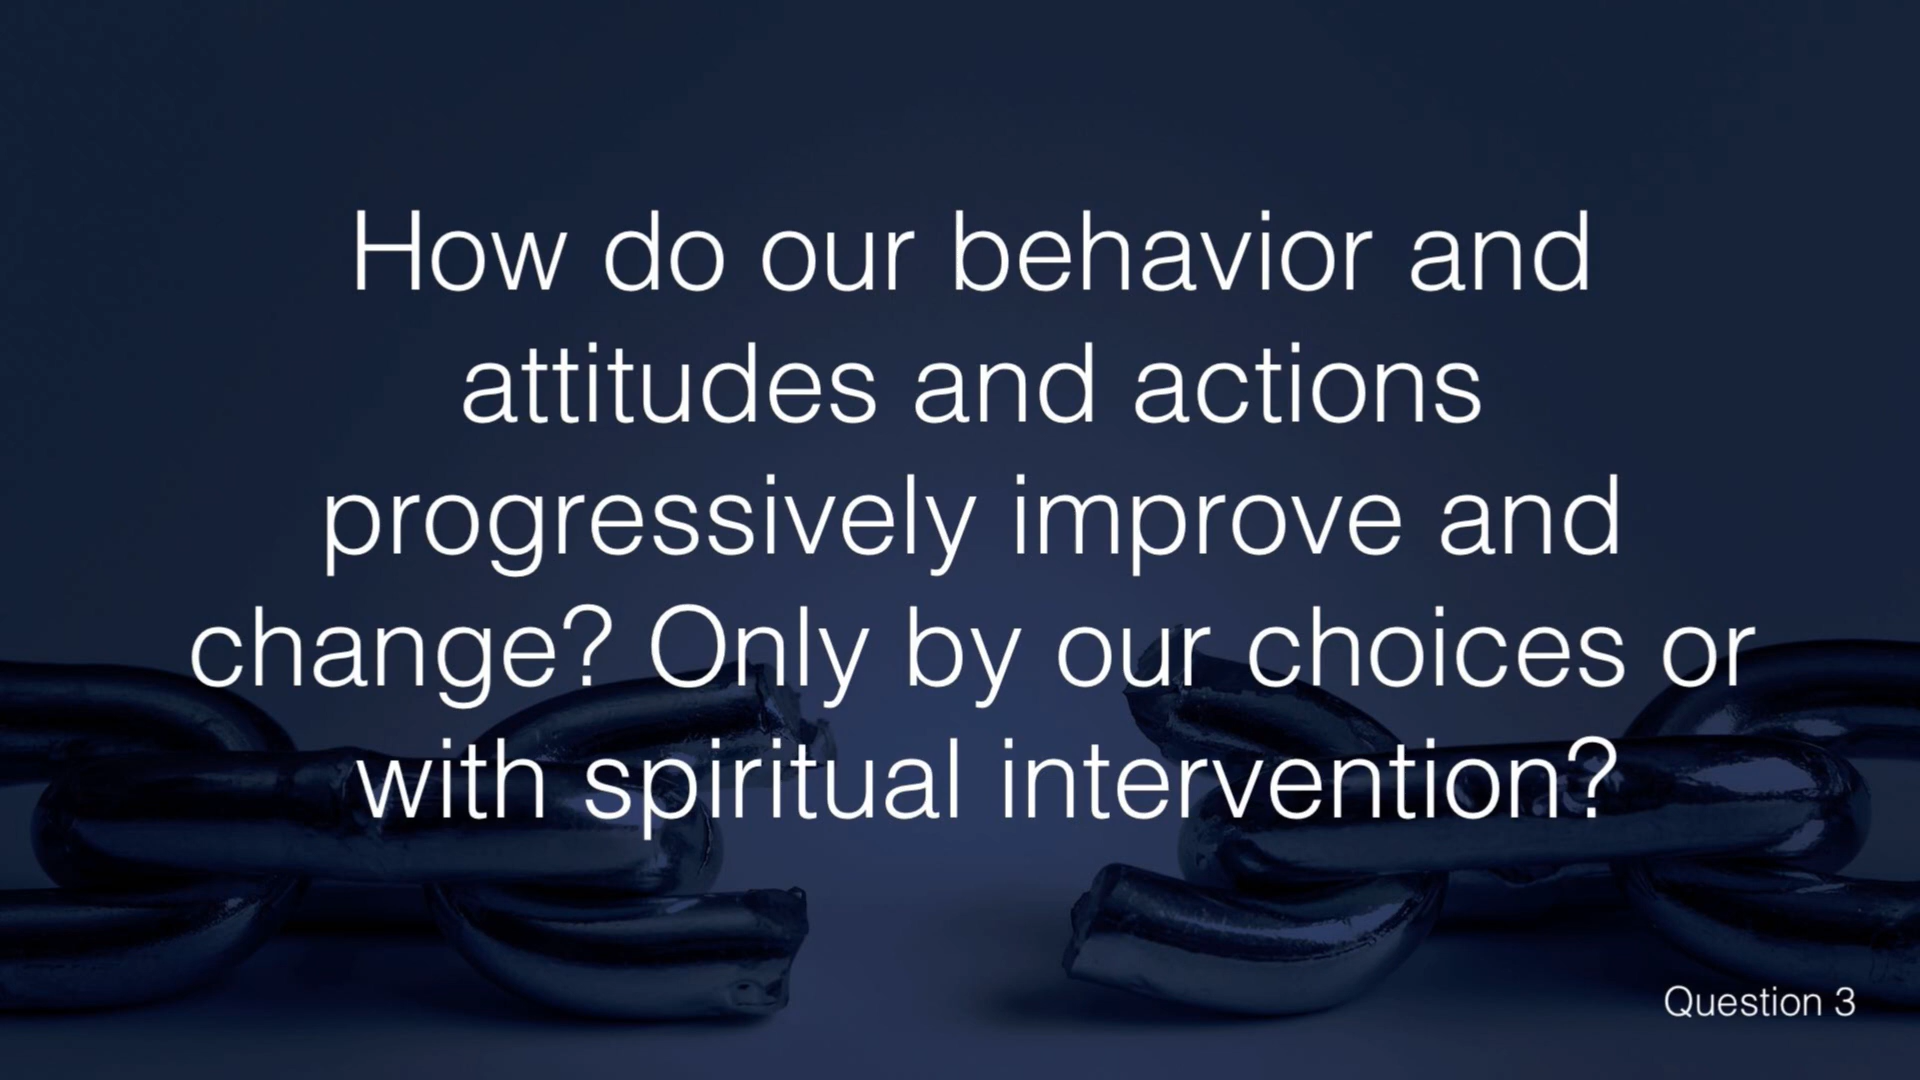 How do our behavior and
attitudes and actions
progressively improve and
change? Only by our choices or
with spiritual intervention?
Question 3